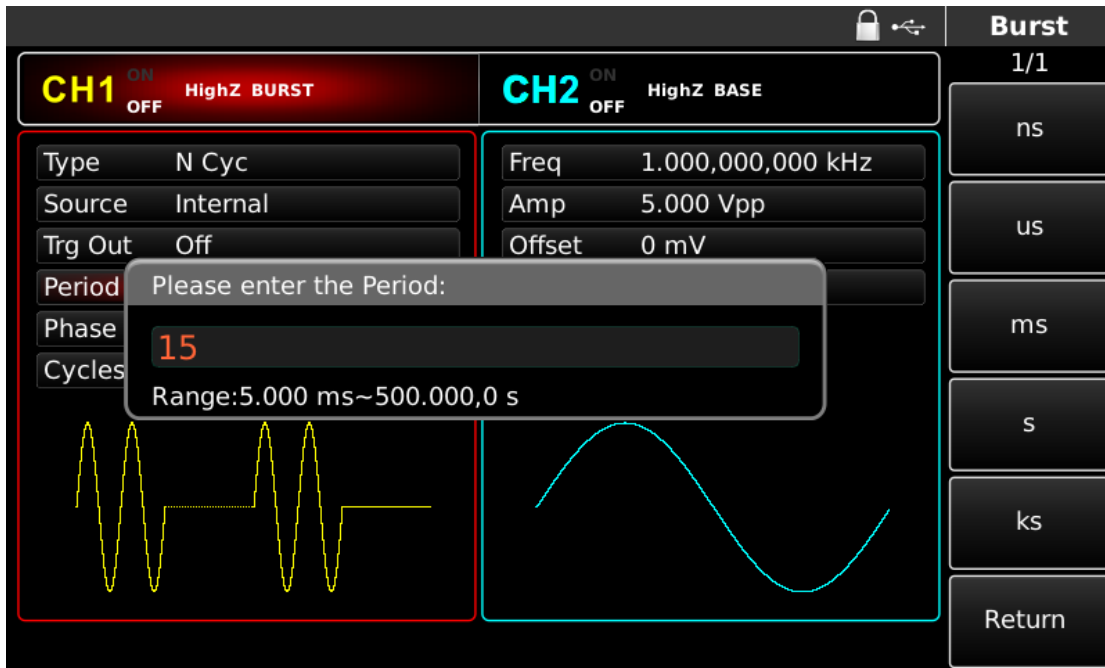 Burst
1/1
CH1 ON OFF HighZ BURST
CH2 ON OFF HighZ BASE
Type N Cyc
Source Internal
Trg Out Off
Period
Phase
Cycles
Freq 1.000,000,000 kHz
Amp 5.000 Vpp
Offset 0 mV
Please enter the Period:
15
Range:5.000 ms~500.000,0 s
ns
us
ms
s
ks
Return